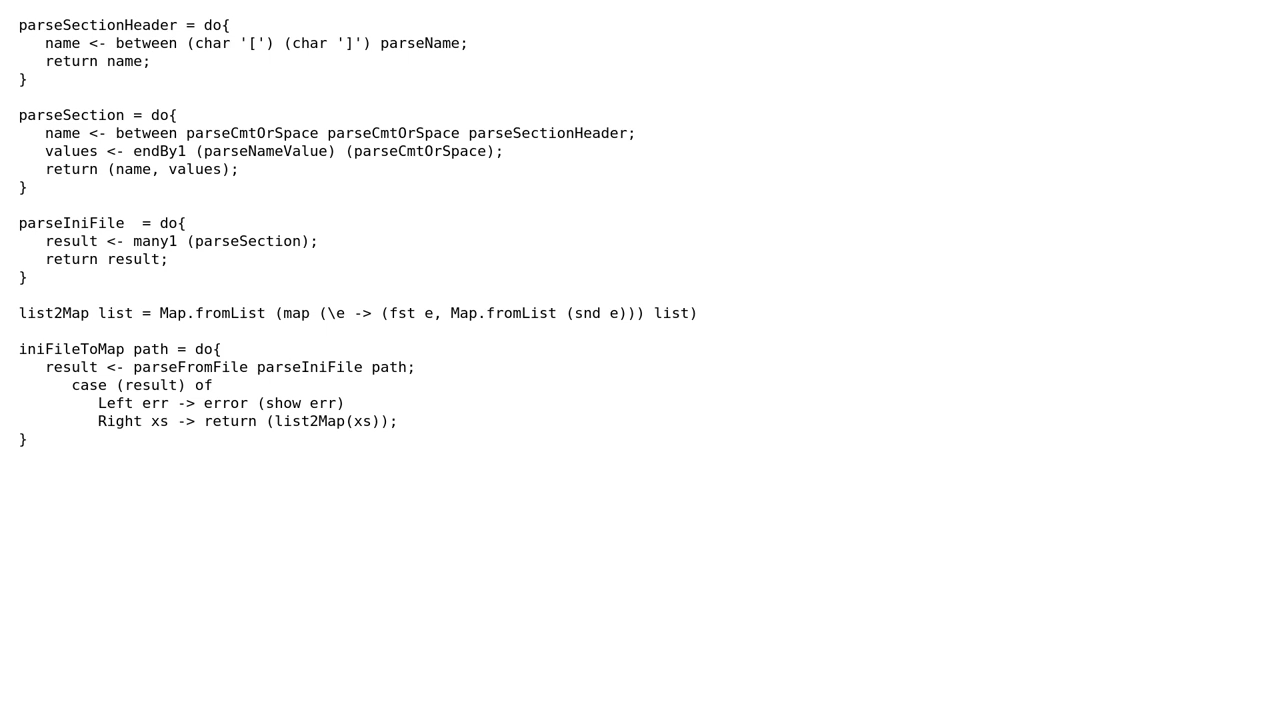 parseSectionHeader = do{
   name <- between (char '[') (char ']') parseName;
   return name;
}

parseSection = do{
   name <- between parseCmtOrSpace parseCmtOrSpace parseSectionHeader;
   values <- endBy1 (parseNameValue) (parseCmtOrSpace);
   return (name, values);
}

parseIniFile  = do{
   result <- many1 (parseSection);
   return result;
}

list2Map list = Map.fromList (map (\e -> (fst e, Map.fromList (snd e))) list)

iniFileToMap path = do{
   result <- parseFromFile parseIniFile path;
      case (result) of
         Left err -> error (show err)
         Right xs -> return (list2Map(xs));
}